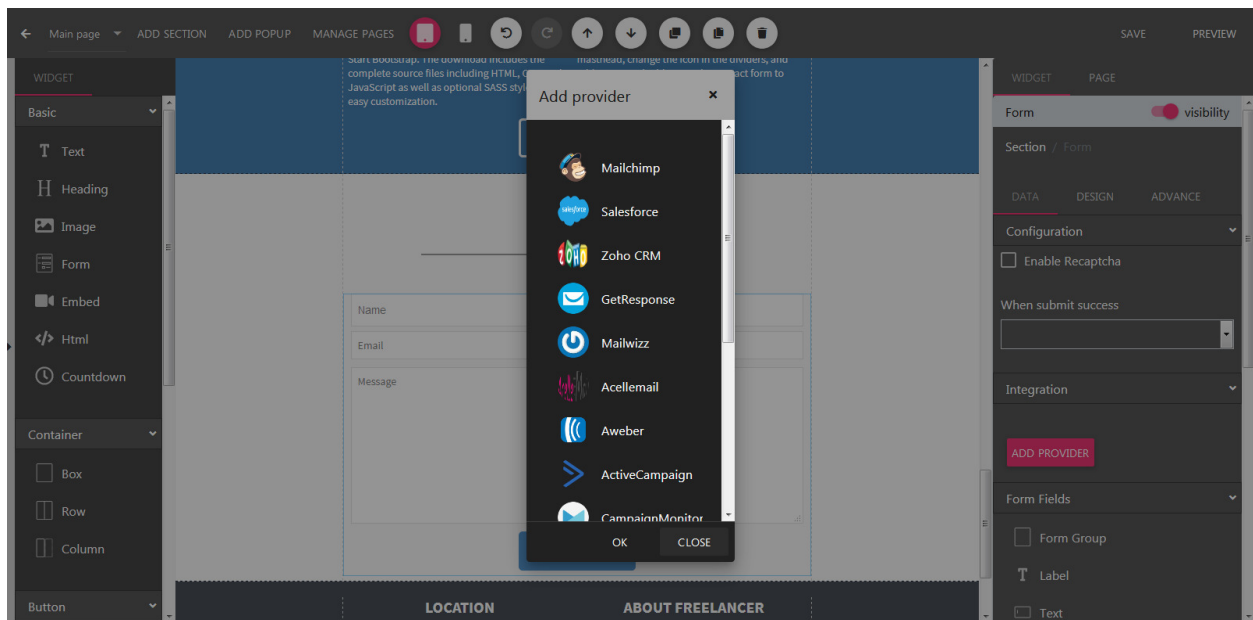 Main page
ADD SECTION
ADD POPUP
MANAGE PAGES
SAVE
PREVIEW
WIDGET
Basic
Text
Heading
Image
Form
Embed
Html
Countdown
Container
Box
Row
Column
Button
Start Bootstrap. The download includes the
complete source files including HTML,
JavaScript as well as optional SASS
easy customization.
masthead, change the icon in the dividers, and
act form to
Name
Email
Message
LOCATION
ABOUT FREELANCER
Add provider
×
Mailchimp
salesforce
Salesforce
ZOHO
Zoho CRM
GetResponse
Mailwizz
Acellemail
Aweber
ActiveCampaign
CampaignMonitor
OK
CLOSE
WIDGET
PAGE
Form
visibility
Section / Form
DATA
DESIGN
ADVANCE
Configuration
Enable Recaptcha
When submit success
Integration
ADD PROVIDER
Form Fields
Form Group
Label
Text